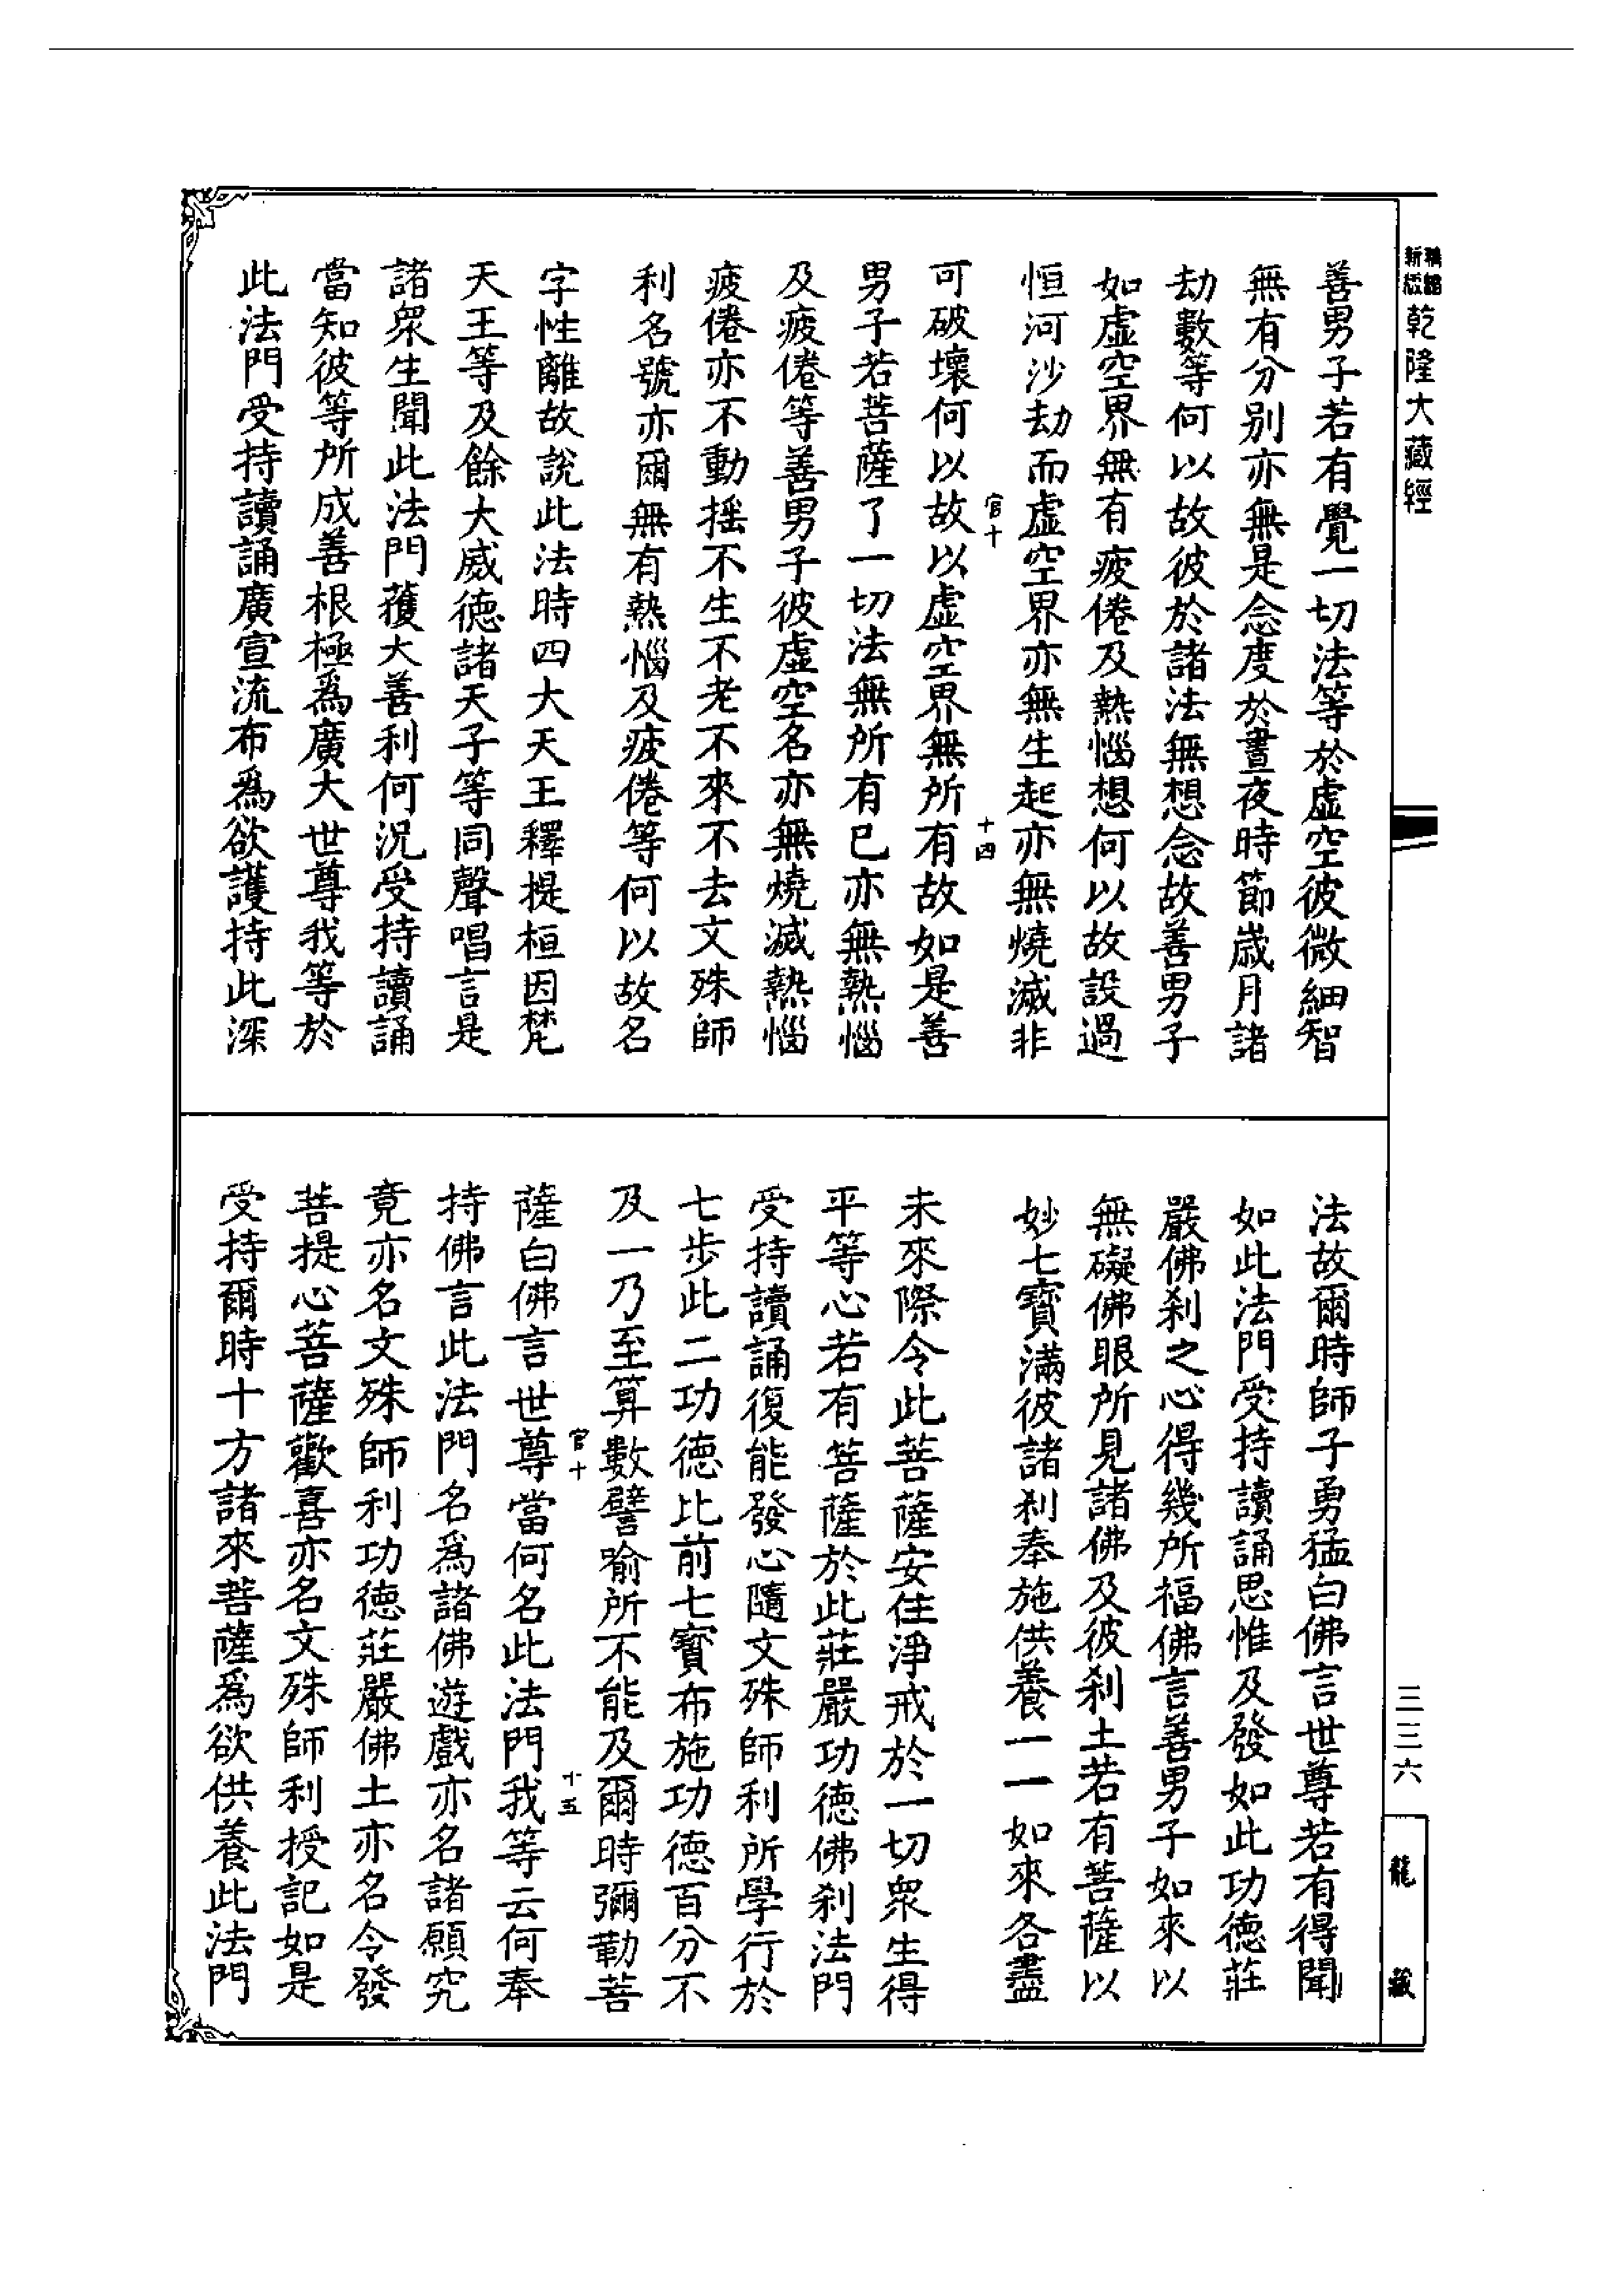 乾隆大藏經
善男子若有覺一切法等於虛空彼微細智
無有分別亦無是念度於晝夜時節歲月諸
劫數等何以故彼於諸法無想念故善男子
如虛空界無有疲倦及熱惱想何以故設過
恒河沙劫而虛空界亦無生起亦無燒滅非
官十
十四
可破壞何以故以虛空界無所有故如是善
男子若菩薩了一切法無所有已亦無熱惱
及疲倦等善男子彼虛空名亦無燒滅熱惱
疲倦亦不動搖不生不老不來不去文殊師
利名號亦爾無有熱惱及疲倦等何以故名
字性離故說此法時四大天王釋提桓因梵
天王等及餘大威德諸天子等同聲唱言是
諸衆生聞此法門獲大善利何況受持讀誦
當知彼等所成善根極爲廣大世尊我等於
此法門受持讀誦廣宣流布爲欲護持此深
法故爾時師子勇猛白佛言世尊若有得聞
如此法門受持讀誦思惟及發如此功德莊
嚴佛刹之心得幾所福佛言善男子如來以
無礙佛眼所見諸佛及彼刹土若有菩薩以
妙七寶滿彼諸刹奉施供養一一如來各盡
未來際令此菩薩安住淨戒於一切衆生得
平等心若有菩薩於此莊嚴功德佛刹法門
受持讀誦復能發心隨文殊師利所學行於
七步此二功德比前七寶布施功德百分不
及一乃至算數譬喻所不能及爾時彌勒菩
官十
十五
薩白佛言世尊當何名此法門我等云何奉
持佛言此法門名爲諸佛遊戲亦名諸願究
竟亦名文殊師利功德莊嚴佛土亦名令發
菩提心菩薩歡喜亦名文殊師利授記如是
受持爾時十方諸來菩薩爲欲供養此法門
三三六
龍藏